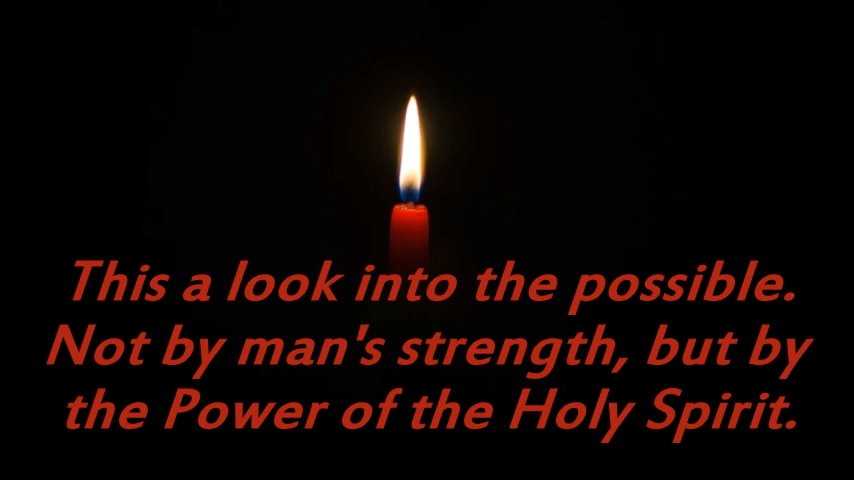 This a look into the possible.
Not by man's strength, but by
the Power of the Holy Spirit.